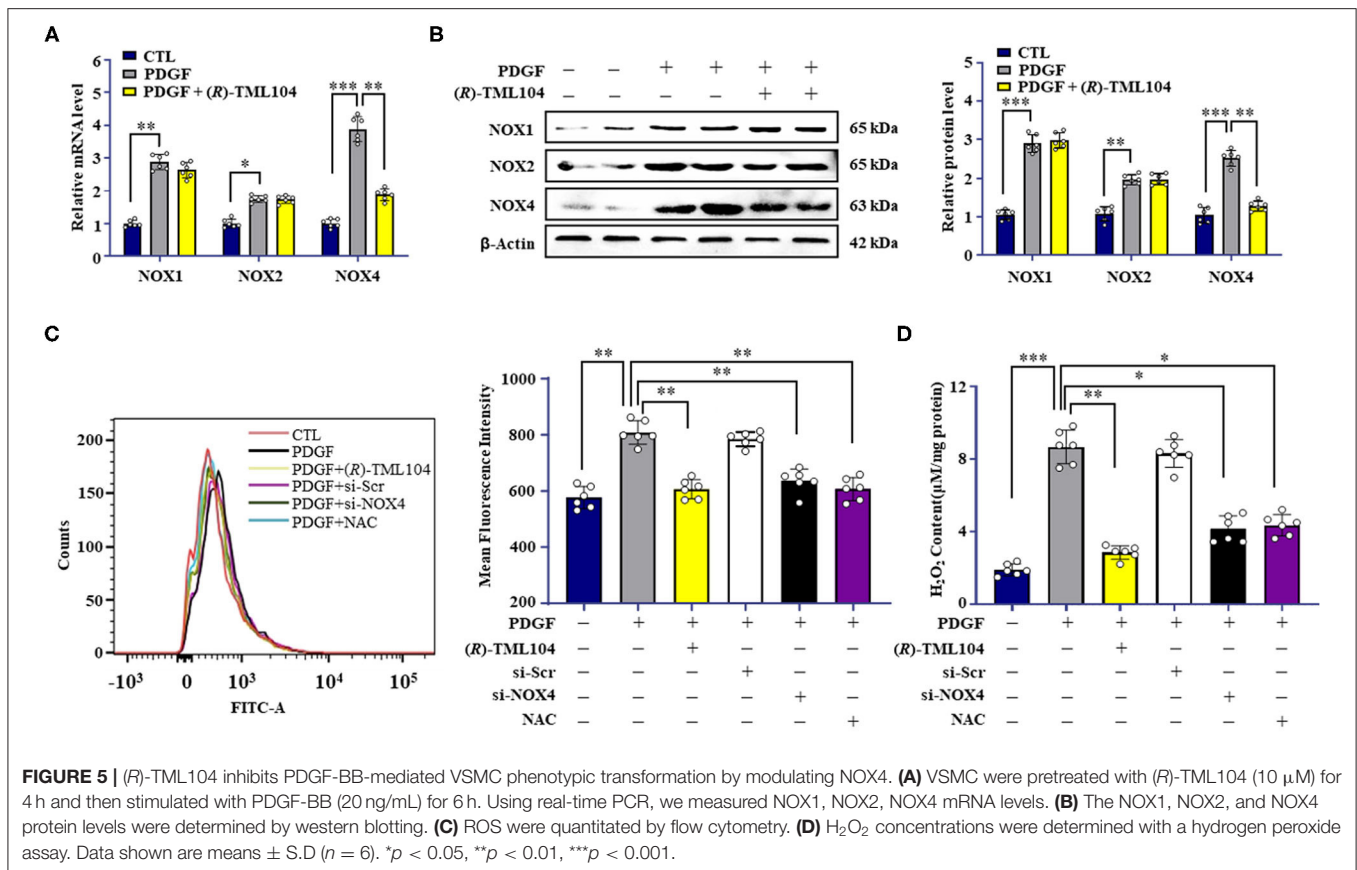 A
CTL
PDGF
PDGF + (R)-TML104
Relative mRNA level
6
5
4
3
2
1
0
**
*
***
**
NOX1
NOX2
NOX4
B
PDGF – – + + + +
(R)-TML104 – – – – + +
NOX1 65 kDa
NOX2 65 kDa
NOX4 63 kDa
β-Actin 42 kDa
CTL
PDGF
PDGF + (R)-TML104
Relative protein level
5
4
3
2
1
0
***
**
***
**
NOX1
NOX2
NOX4
C
Counts
200
150
100
50
0
CTL
PDGF
PDGF+(R)-TML104
PDGF+si-Scr
PDGF+si-NOX4
PDGF+NAC
-10³ 0 10³ 10⁴ 10⁵
FITC-A
Mean Fluorescence Intensity
1000
800
600
400
200
**
**
**
**
PDGF – + + + + +
(R)-TML104 – – + – – –
si-Scr – – – + – –
si-NOX4 – – – – + –
NAC – – – – – +
D
H₂O₂ Content(μM/mg protein)
12
8
4
0
***
*
*
**
– + + + + +
– – + – – –
– – – + – –
– – – – + –
– – – – – +
FIGURE 5 | (R)-TML104 inhibits PDGF-BB-mediated VSMC phenotypic transformation by modulating NOX4. (A) VSMC were pretreated with (R)-TML104 (10 μM) for
4 h and then stimulated with PDGF-BB (20 ng/mL) for 6 h. Using real-time PCR, we measured NOX1, NOX2, NOX4 mRNA levels. (B) The NOX1, NOX2, and NOX4
protein levels were determined by western blotting. (C) ROS were quantitated by flow cytometry. (D) H₂O₂ concentrations were determined with a hydrogen peroxide
assay. Data shown are means ± S.D (n = 6). *p < 0.05, **p < 0.01, ***p < 0.001.